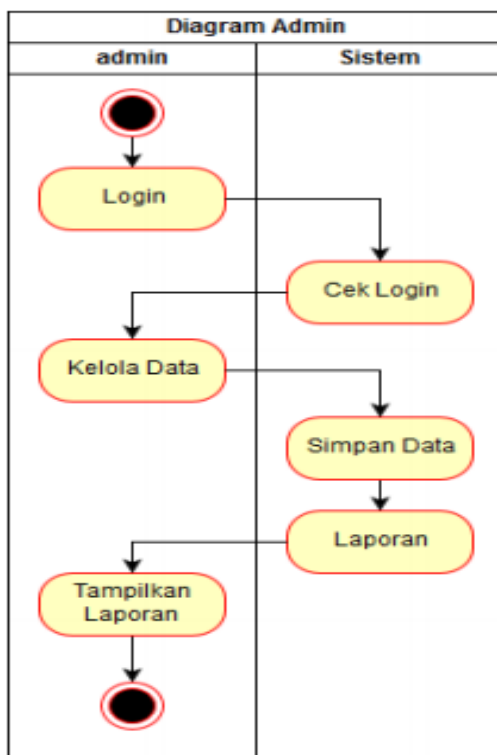 Diagram Admin
admin
Sistem
Login
Cek Login
Kelola Data
Simpan Data
Laporan
Tampilkan
Laporan